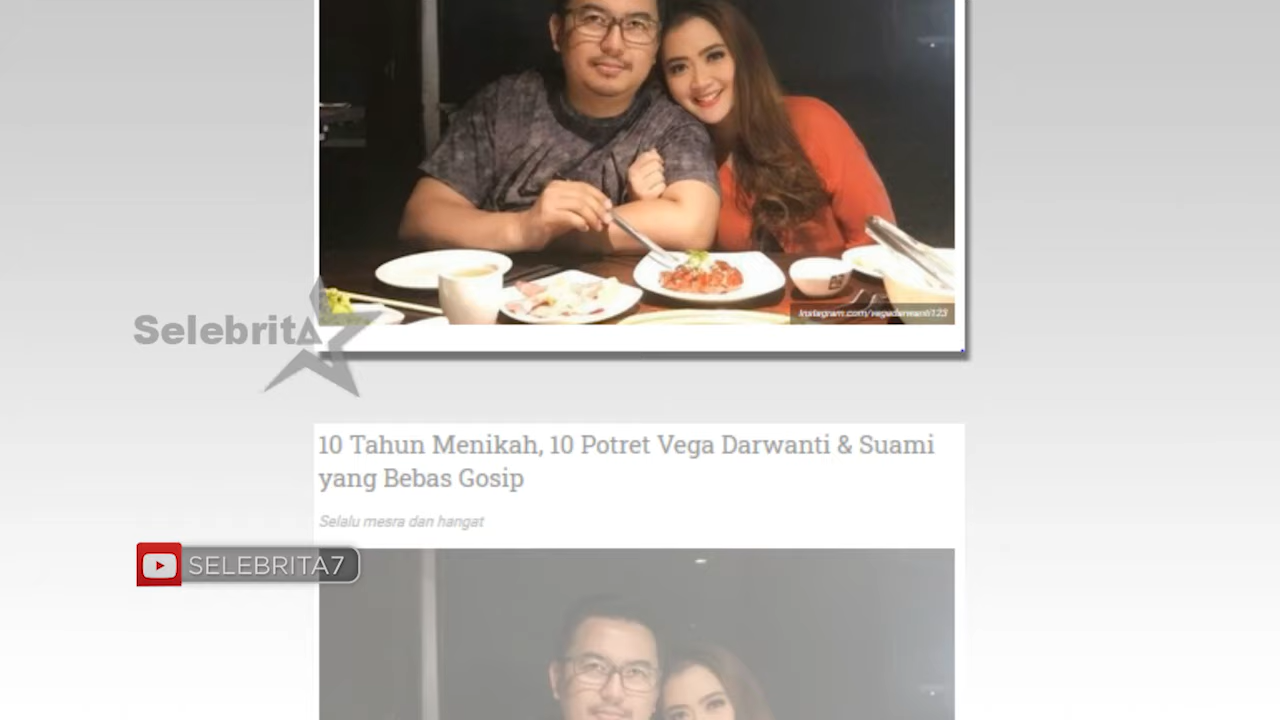 Instagram.com/vegadarwanti123
Selebrita7
10 Tahun Menikah, 10 Potret Vega Darwanti & Suami
yang Bebas Gosip
Selalu mesra dan hangat
SELEBRITA7